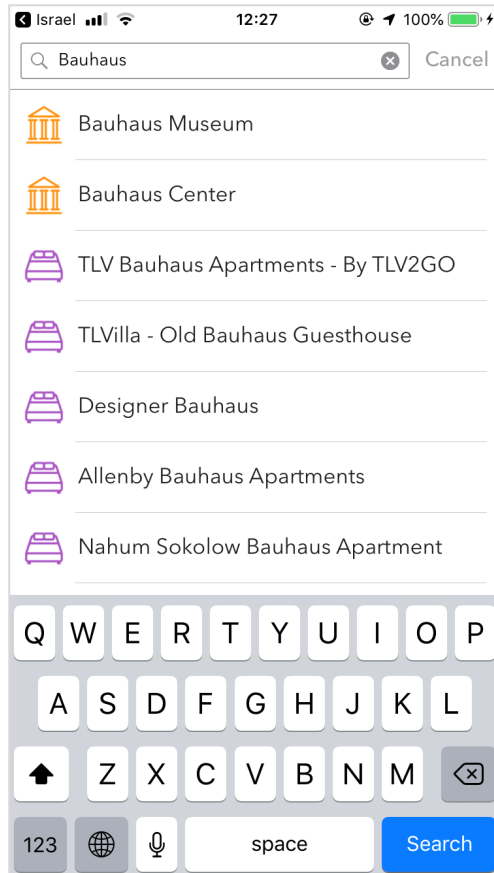 Israel 12:27 100%
Bauhaus Cancel
Bauhaus Museum
Bauhaus Center
TLV Bauhaus Apartments - By TLV2GO
TLVilla - Old Bauhaus Guesthouse
Designer Bauhaus
Allenby Bauhaus Apartments
Nahum Sokolow Bauhaus Apartment
Q W E R T Y U I O P
A S D F G H J K L
Z X C V B N M
123 space Search